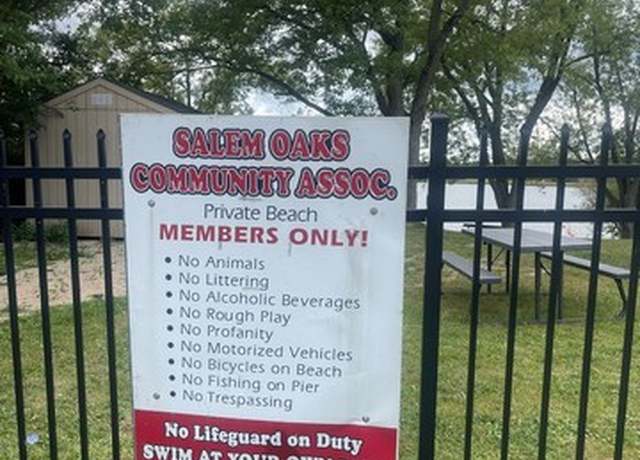 SALEM OAKS
COMMUNITY ASSOC.
Private Beach
MEMBERS ONLY!
• No Animals
• No Littering
• No Alcoholic Beverages
• No Rough Play
• No Profanity
• No Motorized Vehicles
• No Bicycles on Beach
• No Fishing on Pier
• No Trespassing
No Lifeguard on Duty
SWIM AT YOUR